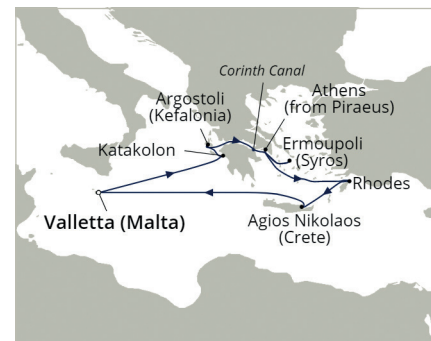 Corinth Canal
Athens
(from Piraeus)
Argostoli
(Kefalonia)
Ermoupoli
(Syros)
Katakolon
Rhodes
Valletta (Malta)
Agios Nikolaos
(Crete)